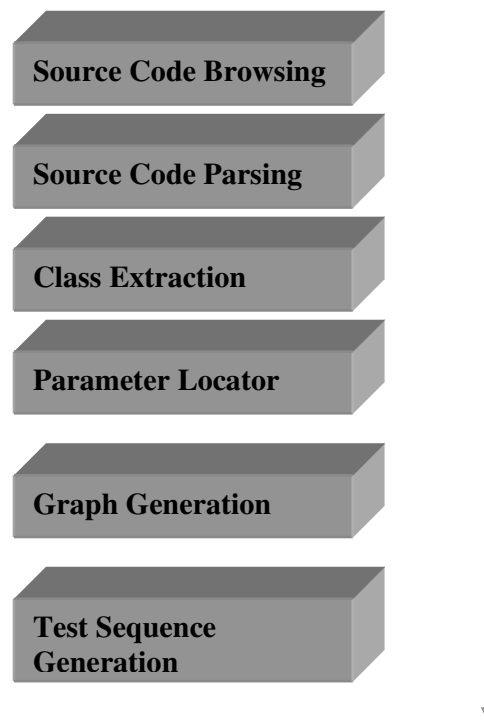 Source Code Browsing
Source Code Parsing
Class Extraction
Parameter Locator
Graph Generation
Test Sequence
Generation